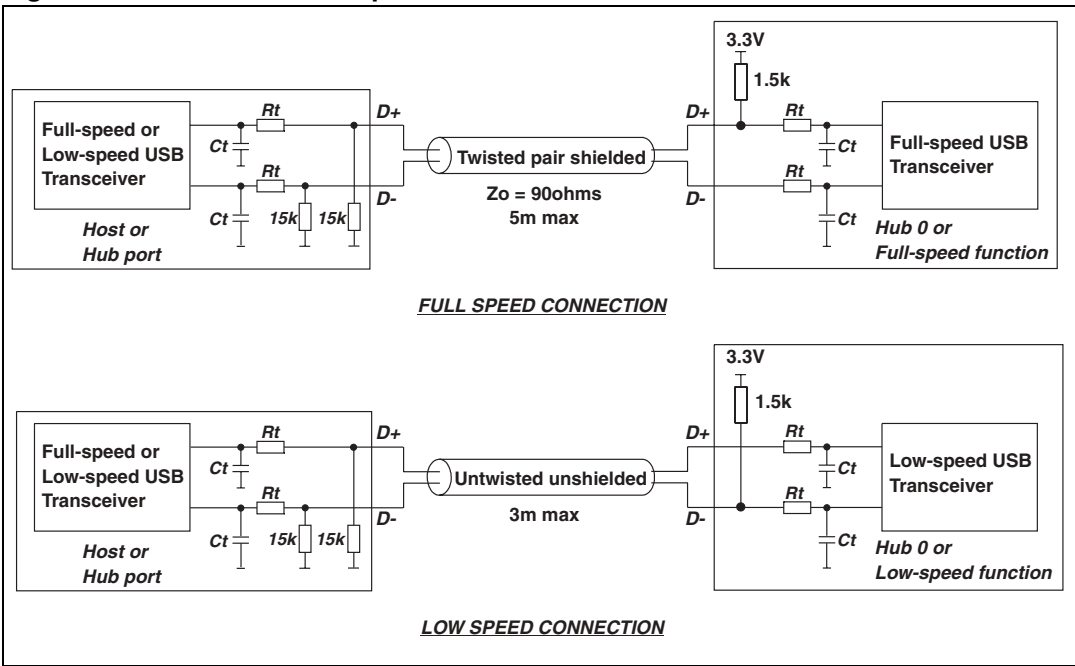 3.3V
1.5k
Rt
D+
D+
Rt
Full-speed or
Low-speed USB
Transceiver
Ct
Twisted pair shielded
Ct
Full-speed USB
Transceiver
Rt
D-
Zo = 90ohms
D-
Rt
Ct
15k
15k
5m max
Ct
Host or
Hub port
Hub 0 or
Full-speed function
FULL SPEED CONNECTION
3.3V
1.5k
Rt
D+
D+
Rt
Full-speed or
Low-speed USB
Transceiver
Ct
Untwisted unshielded
Ct
Low-speed USB
Transceiver
Rt
D-
3m max
D-
Rt
Ct
15k
15k
Ct
Host or
Hub port
Hub 0 or
Low-speed function
LOW SPEED CONNECTION